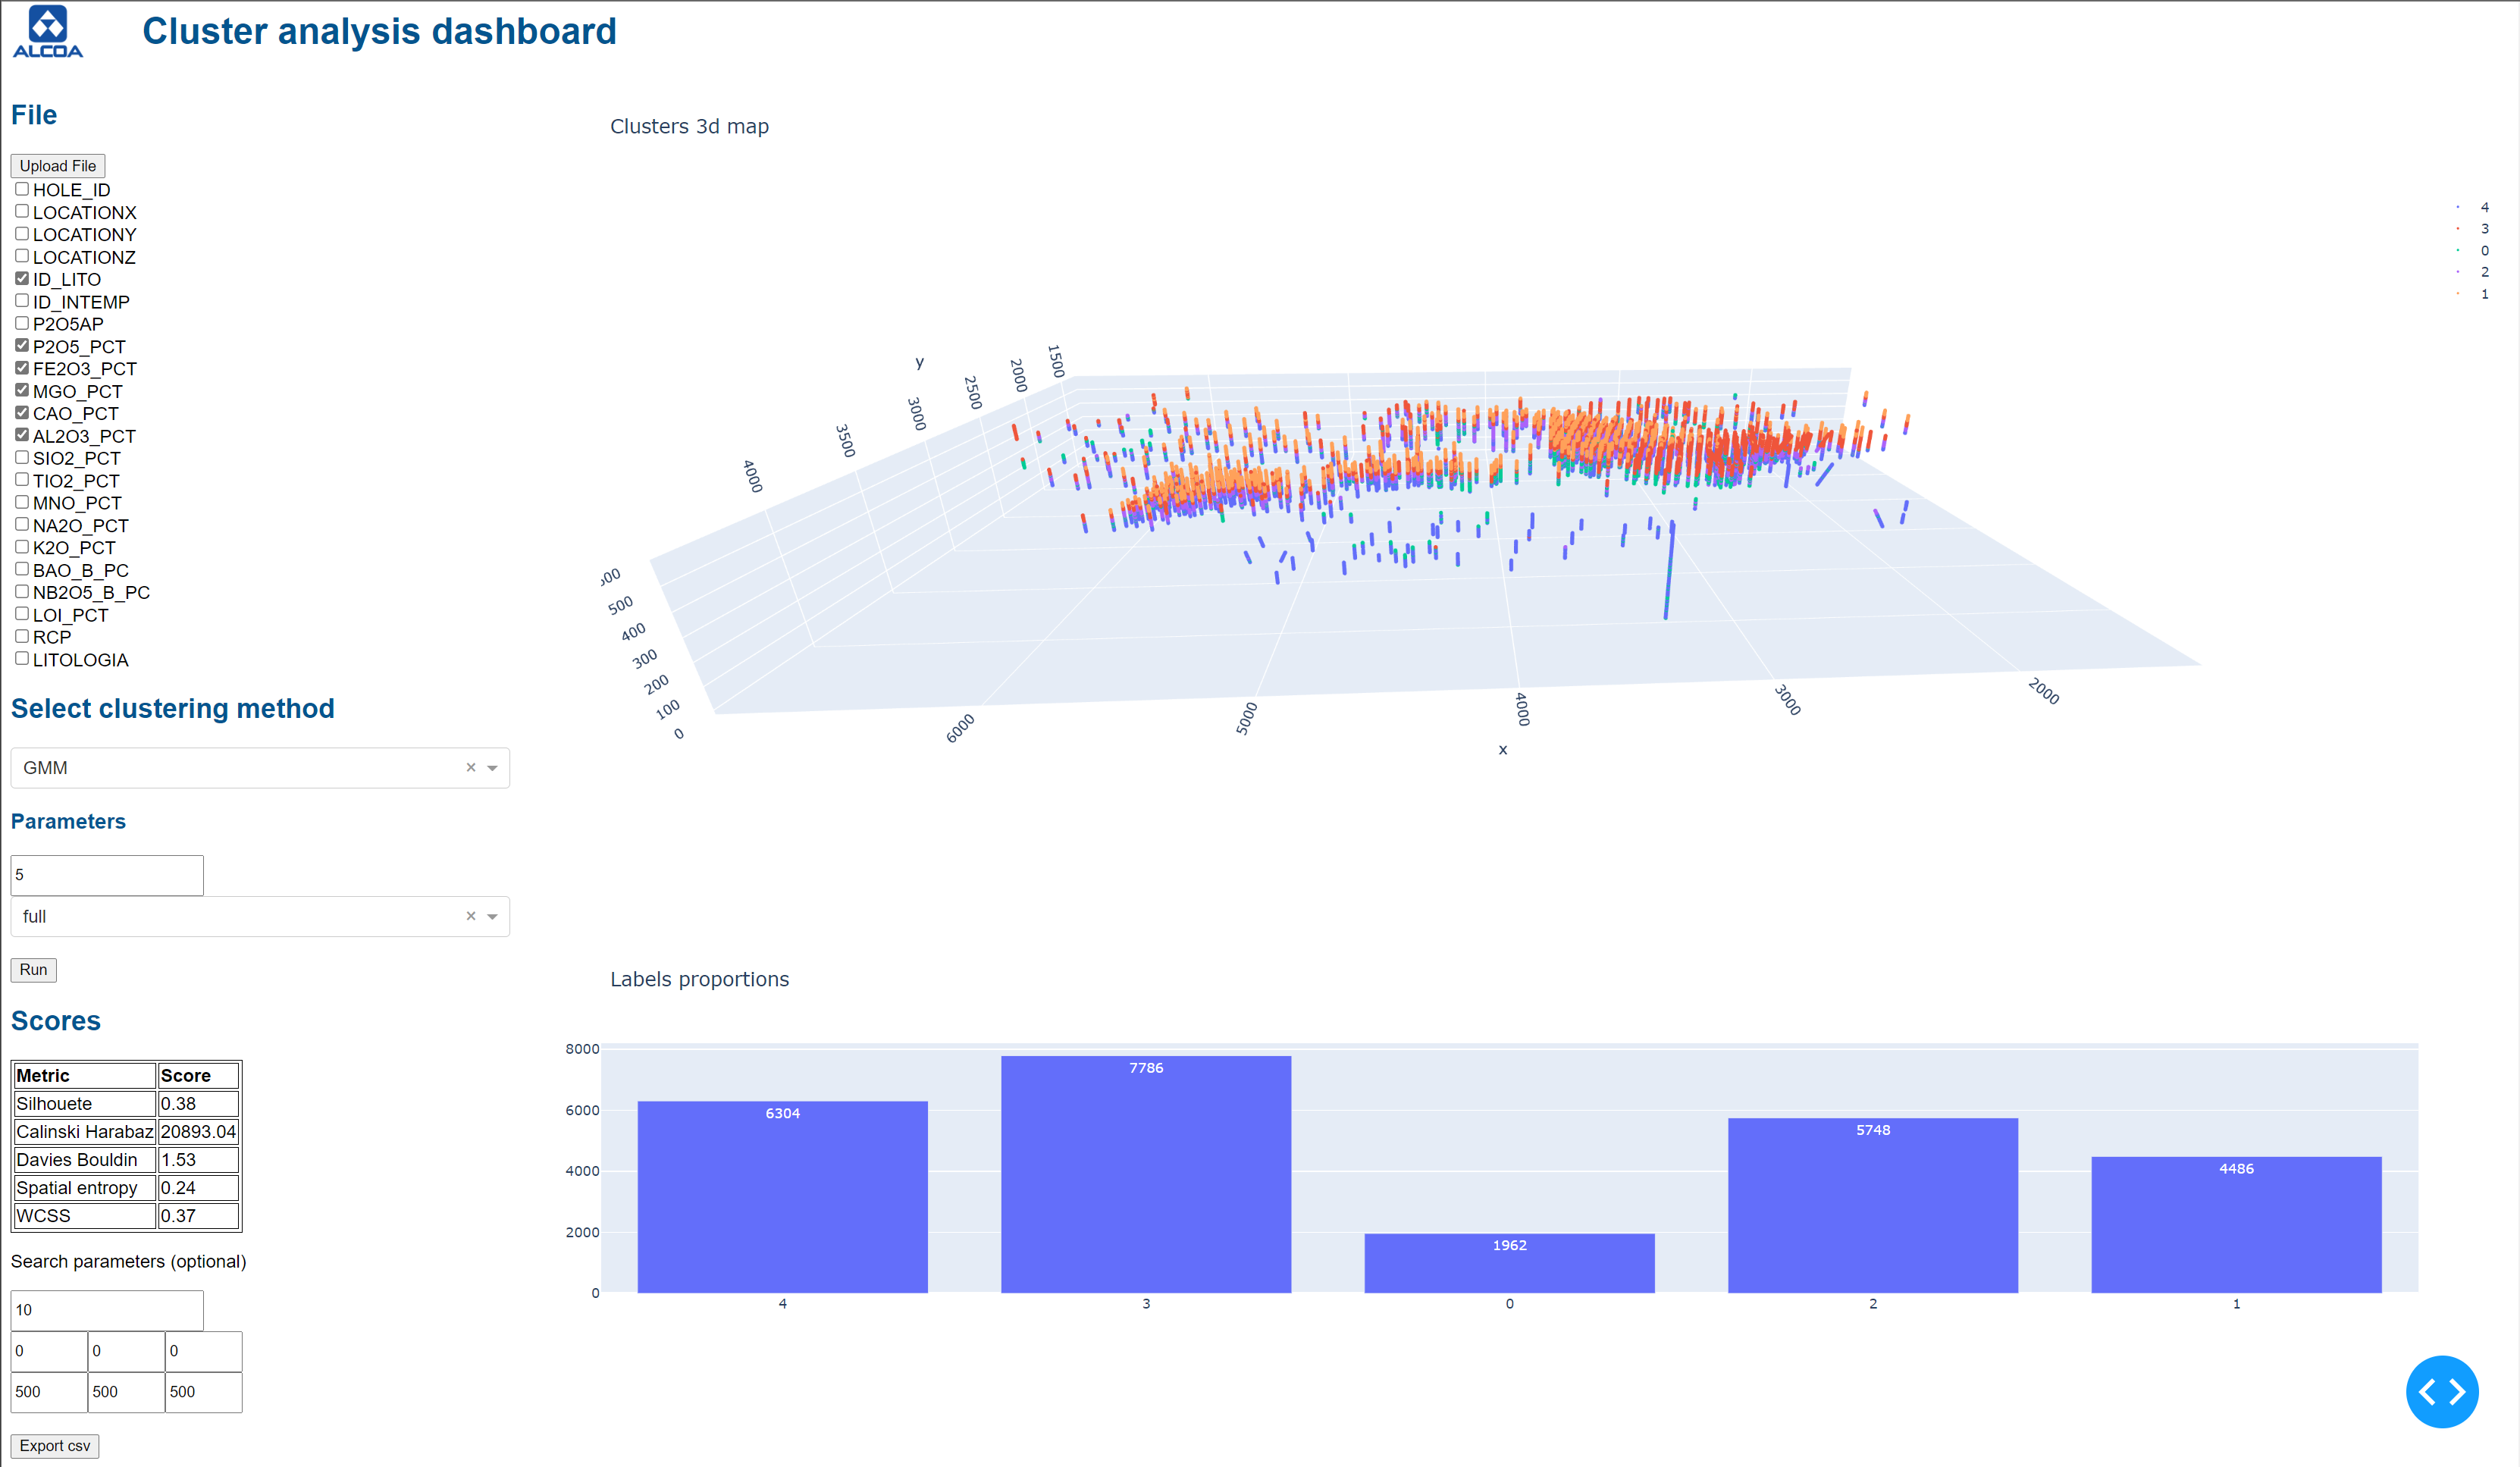 ALCOA
Cluster analysis dashboard
File
Upload File
HOLE_ID
LOCATIONX
LOCATIONY
LOCATIONZ
ID_LITO
ID_INTEMP
P2O5AP
P2O5_PCT
FE2O3_PCT
MGO_PCT
CAO_PCT
AL2O3_PCT
SIO2_PCT
TIO2_PCT
MNO_PCT
NA2O_PCT
K2O_PCT
BAO_B_PC
NB2O5_B_PC
LOI_PCT
RCP
LITOLOGIA
Select clustering method
GMM
Parameters
5
full
Run
Scores
Metric Score
Silhouete 0.38
Calinski Harabaz 20893.04
Davies Bouldin 1.53
Spatial entropy 0.24
WCSS 0.37
Search parameters (optional)
10
0 0 0
500 500 500
Export csv
Clusters 3d map
4
3
0
2
1
y
1500
2000
2500
3000
3500
4000
500
400
300
200
100
0
6000
5000
4000
3000
2000
x
Labels proportions
8000
6000
4000
2000
0
6304
7786
1962
5748
4486
4 3 0 2 1